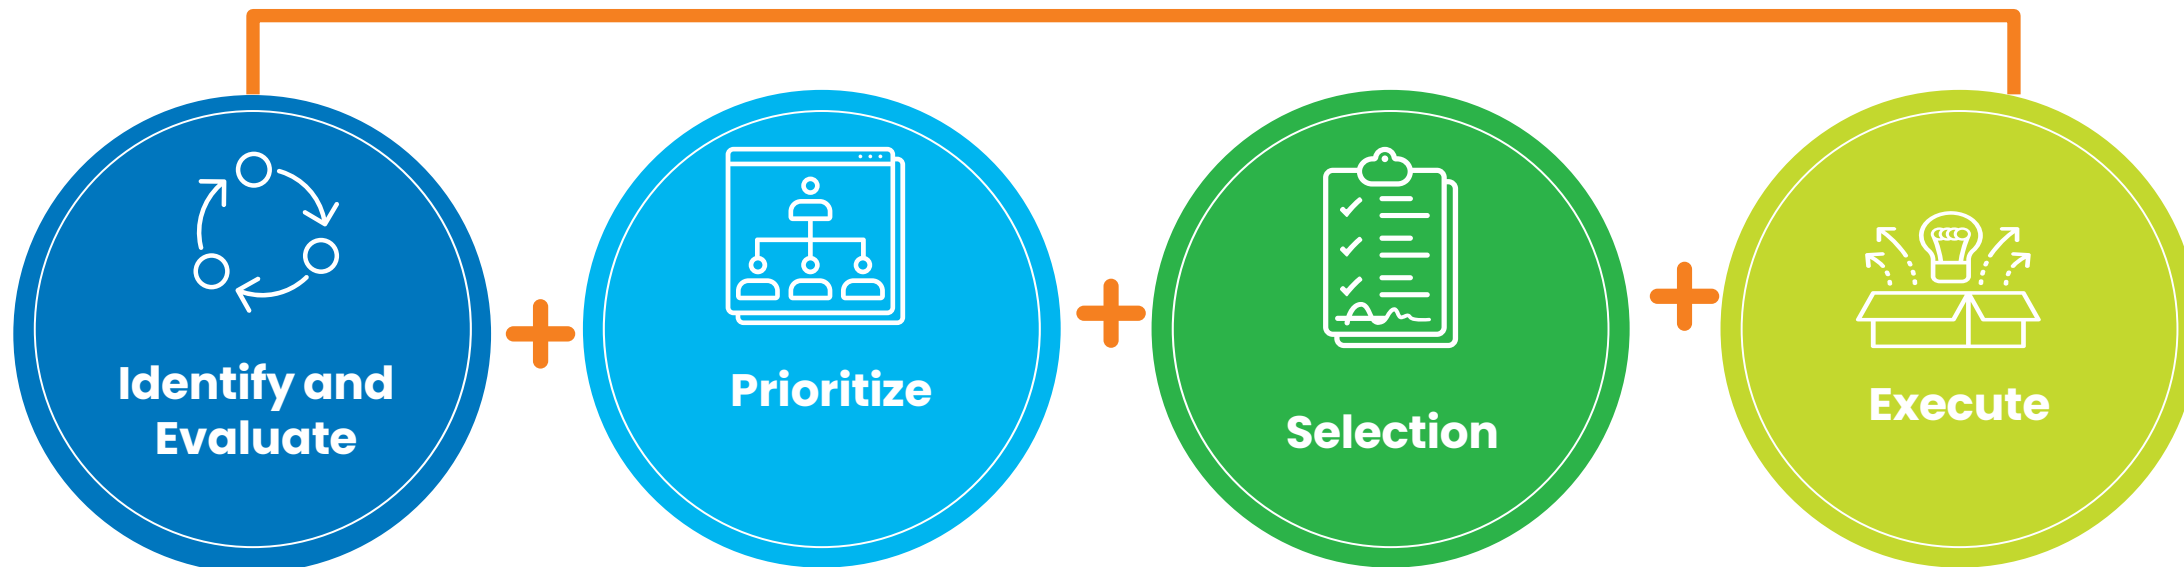 Identify and
Evaluate
Prioritize
Selection
Execute